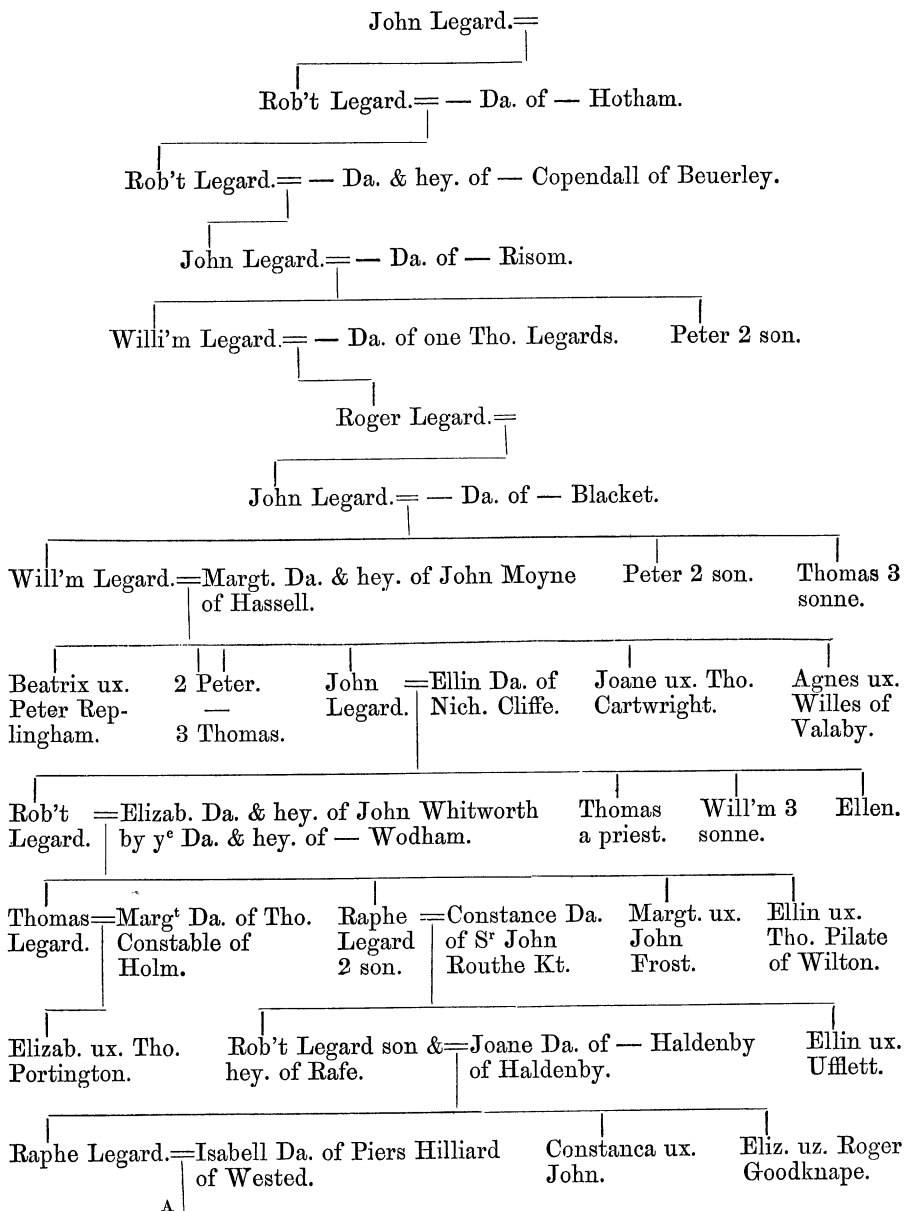 John Legard.=
Rob't Legard.= — Da. of — Hotham.
Rob't Legard.= — Da. & hey. of — Copendall of Beuerley.
John Legard.= — Da. of — Risom.
Willi'm Legard.= — Da. of one Tho. Legards. Peter 2 son.
Roger Legard.=
John Legard.= — Da. of — Blacket.
Will'm Legard.=Margt. Da. & hey. of John Moyne
of Hassell.
Peter 2 son.
Thomas 3
sonne.
Beatrix ux.
Peter Rep-
lingham.
2 Peter.
—
3 Thomas.
John
Legard.
=Ellin Da. of
Nich. Cliffe.
Joane ux. Tho.
Cartwright.
Agnes ux.
Willes of
Valaby.
Rob't
Legard.
=Elizab. Da. & hey. of John Whitworth
by yᵉ Da. & hey. of — Wodham.
Thomas
a priest.
Will'm 3
sonne.
Ellen.
Thomas=
Legard.
Margᵗ Da. of Tho.
Constable of
Holm.
Raphe
Legard
2 son.
=Constance Da.
of Sʳ John
Routhe Kt.
Margt. ux.
John
Frost.
Ellin ux.
Tho. Pilate
of Wilton.
Elizab. ux. Tho.
Portington.
Rob't Legard son &
hey. of Rafe.
=Joane Da. of — Haldenby
of Haldenby.
Ellin ux.
Ufflett.
Raphe Legard.=Isabell Da. of Piers Hilliard
of Wested.
Constanca ux.
John.
Eliz. uz. Roger
Goodknape.
A